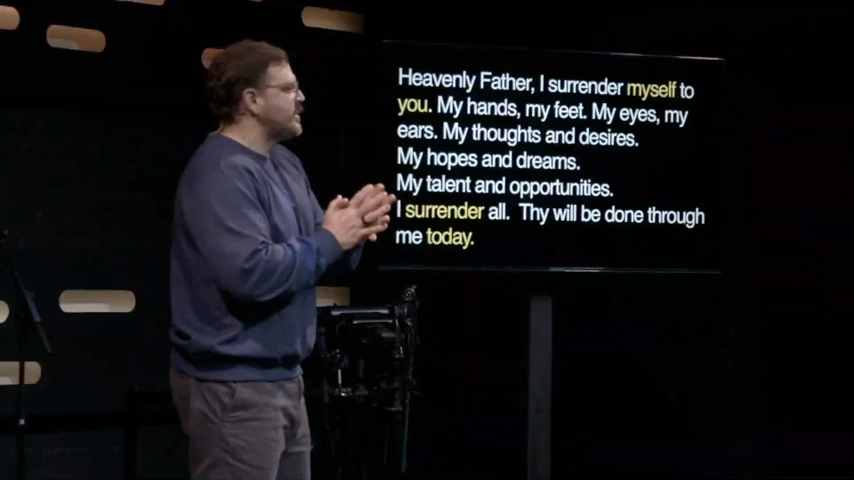 Heavenly Father, I surrender myself to
you. My hands, my feet. My eyes, my
ears. My thoughts and desires.
My hopes and dreams.
My talent and opportunities.
I surrender all.  Thy will be done through
me today.